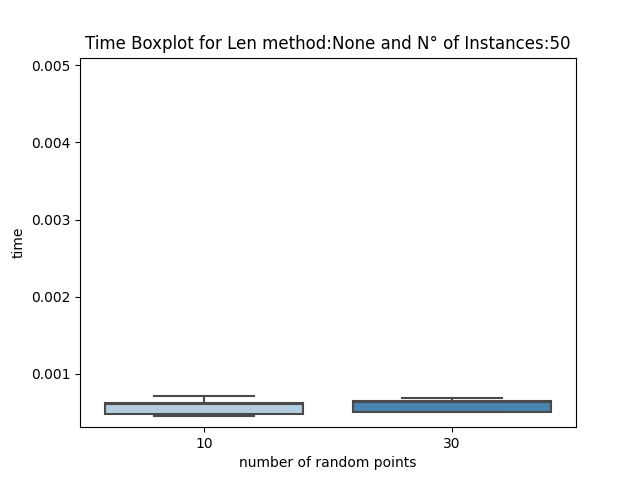 Time Boxplot for Len method:None and N° of Instances:50
0.005
0.004
0.003
0.002
0.001
time
10 30
number of random points